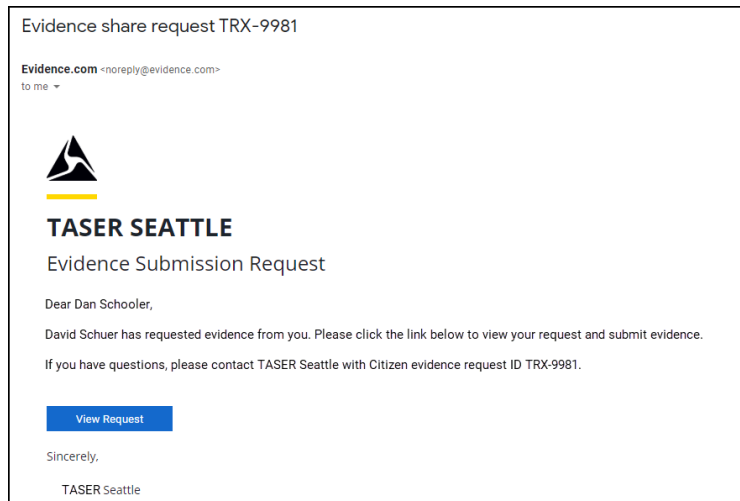 Evidence share request TRX-9981
Evidence.com <noreply@evidence.com>
to me
TASER SEATTLE
Evidence Submission Request
Dear Dan Schooler,
David Schuer has requested evidence from you. Please click the link below to view your request and submit evidence.
If you have questions, please contact TASER Seattle with Citizen evidence request ID TRX-9981.
View Request
Sincerely,
TASER Seattle